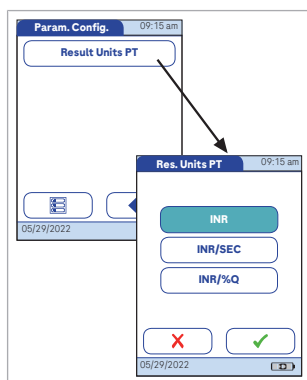 Param. Config.
09:15 am
Result Units PT
05/29/2022
Res. Units PT
09:15 am
INR
INR/SEC
INR/%Q
05/29/2022